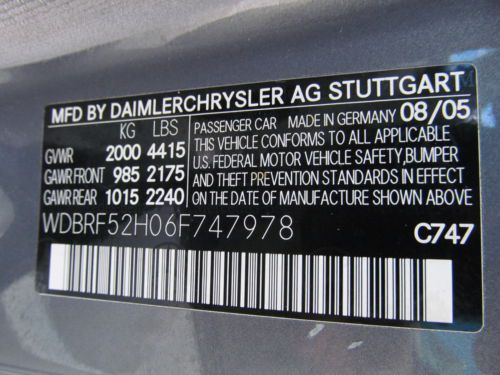 MFD BY DAIMLERCHRYSLER AG STUTTGART
KG LBS PASSENGER CAR MADE IN GERMANY 08/05
GVWR 2000 4415 THIS VEHICLE CONFORMS TO ALL APPLICABLE
GAWR FRONT 985 2175 U.S. FEDERAL MOTOR VEHICLE SAFETY, BUMPER
GAWR REAR 1015 2240 AND THEFT PREVENTION STANDARDS IN EFFECT
ON THE DATE OF MANUFACTURE SHOWN ABOVE.
WDBRF52H06F747978 C747